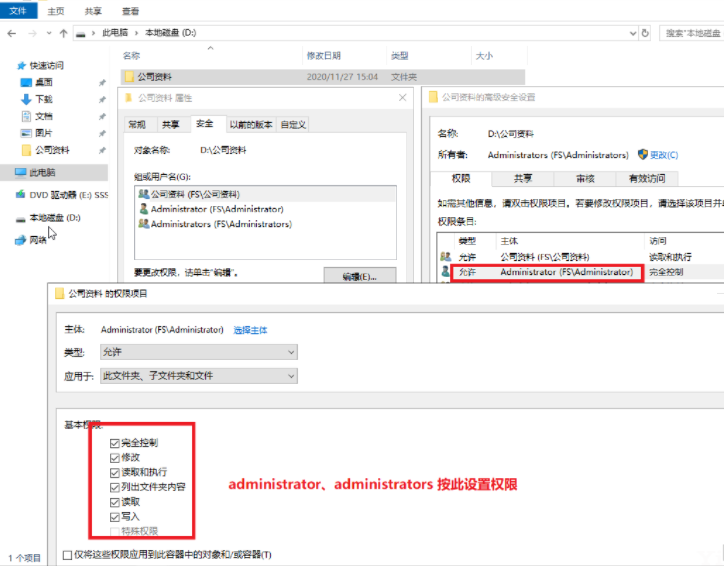 文件 主页 共享 查看
此电脑 本地磁盘 (D:) 搜索"本地磁盘
名称 修改日期 类型 大小
快速访问
桌面
下载
文档
图片
公司资料
此电脑
DVD 驱动器 (E:) SSS
本地磁盘 (D:)
网络
1 个项目
公司资料 2020/11/27 15:04 文件夹
公司资料 属性
常规 共享 安全 以前的版本 自定义
对象名称: D:\公司资料
组或用户名(G):
公司资料 (FS\公司资料)
Administrator (FS\Administrator)
Administrators (FS\Administrators)
要更改权限，请单击"编辑"。 编辑(E)...
公司资料的高级安全设置
名称: D:\公司资料
所有者: Administrators (FS\Administrators) 更改(C)
权限 共享 审核 有效访问
如需其他信息，请双击权限项目。若要修改权限项目，请选择该项目并
权限条目:
类型 主体 访问
允许 公司资料 (FS\公司资料) 读取和执行
允许 Administrator (FS\Administrator) 完全控制
公司资料 的权限项目
主体: Administrator (FS\Administrator) 选择主体
类型: 允许
应用于: 此文件夹、子文件夹和文件
基本权限:
完全控制
修改
读取和执行
列出文件夹内容
读取
写入
特殊权限
administrator、administrators 按此设置权限
仅将这些权限应用到此容器中的对象和/或容器(T)